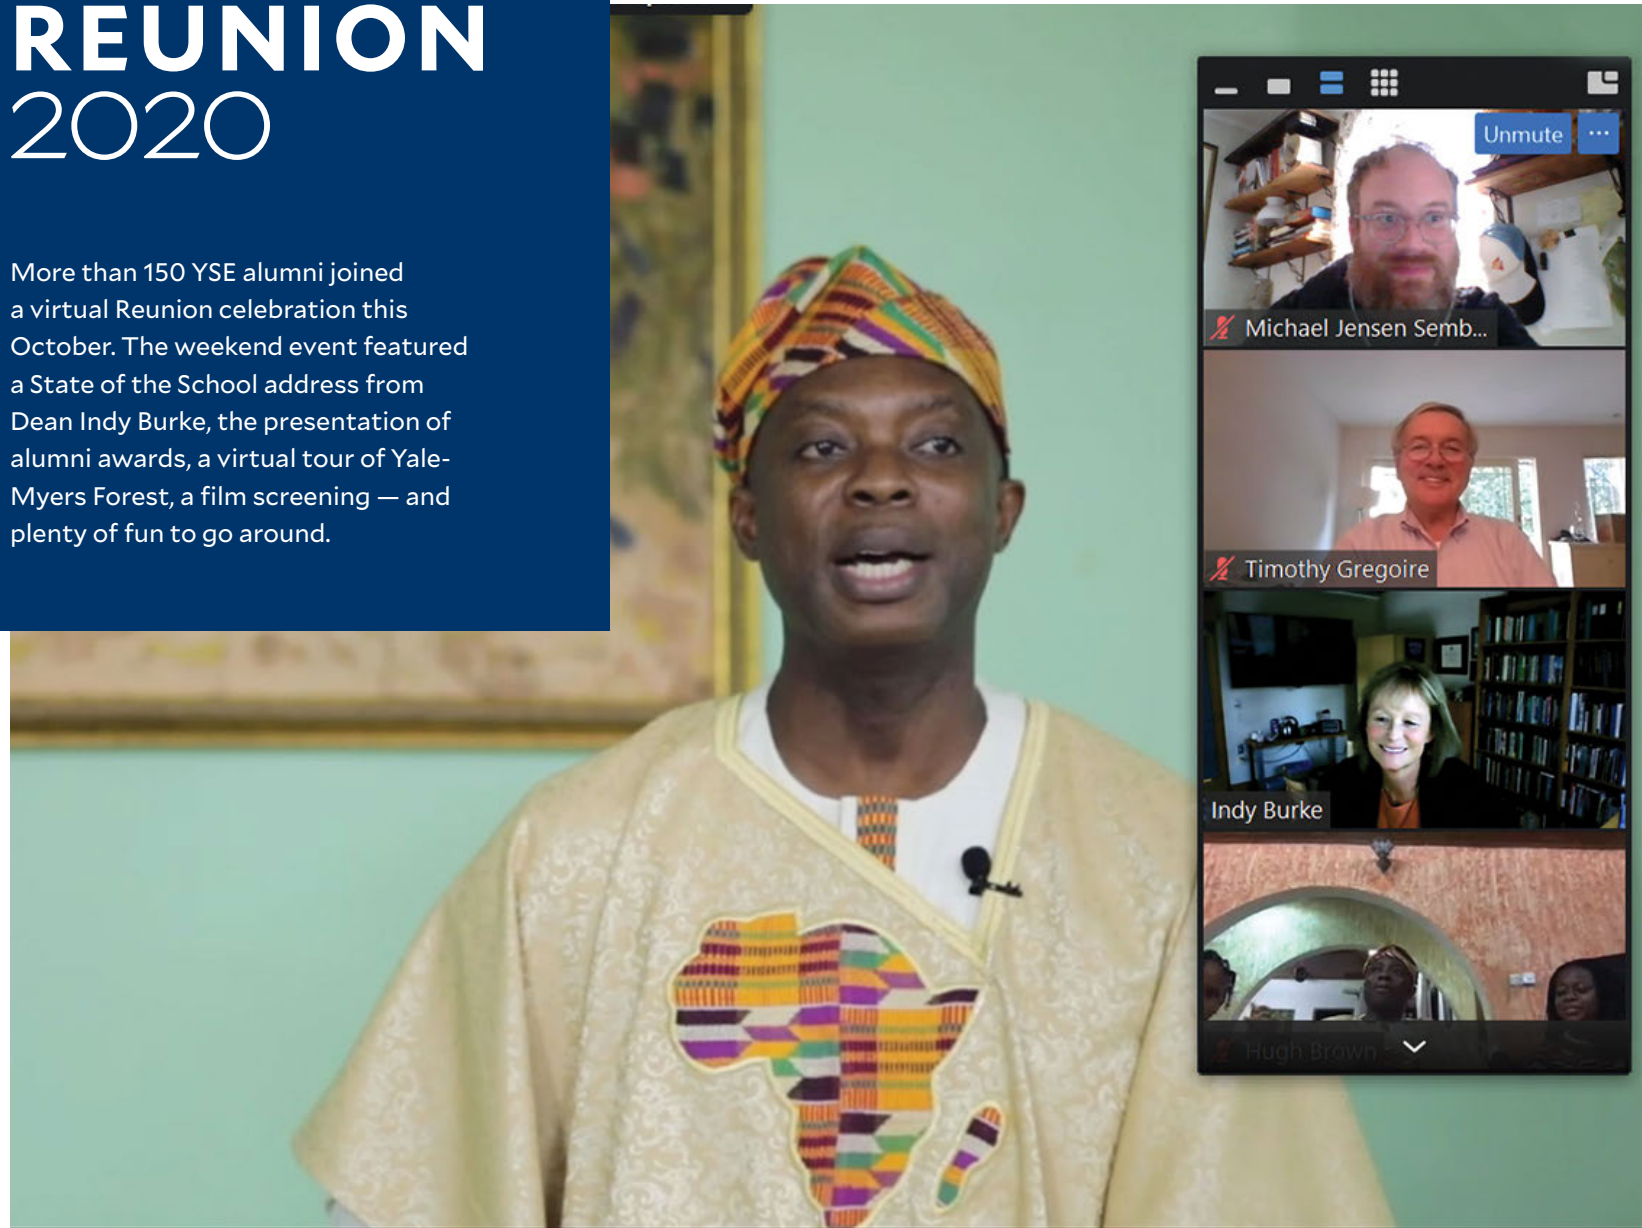 REUNION
2020
More than 150 YSE alumni joined
a virtual Reunion celebration this
October. The weekend event featured
a State of the School address from
Dean Indy Burke, the presentation of
alumni awards, a virtual tour of Yale-
Myers Forest, a film screening — and
plenty of fun to go around.
Unmute ...
Michael Jensen Semb...
Timothy Gregoire
Indy Burke
Hugh Brown